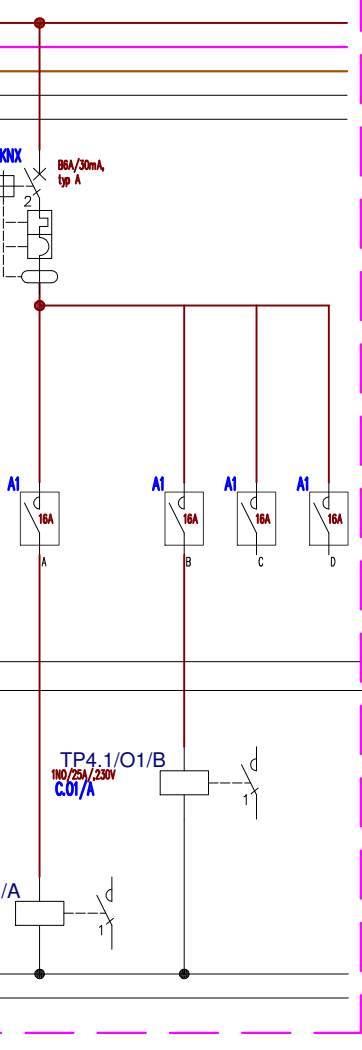 KNX
B6A/30mA,
typ A
2
A1
A1
A1
A1
16A
16A
16A
16A
A
B
C
D
TP4.1/O1/B
1NO/25A/,230V
C.O1/A
1
/A
1